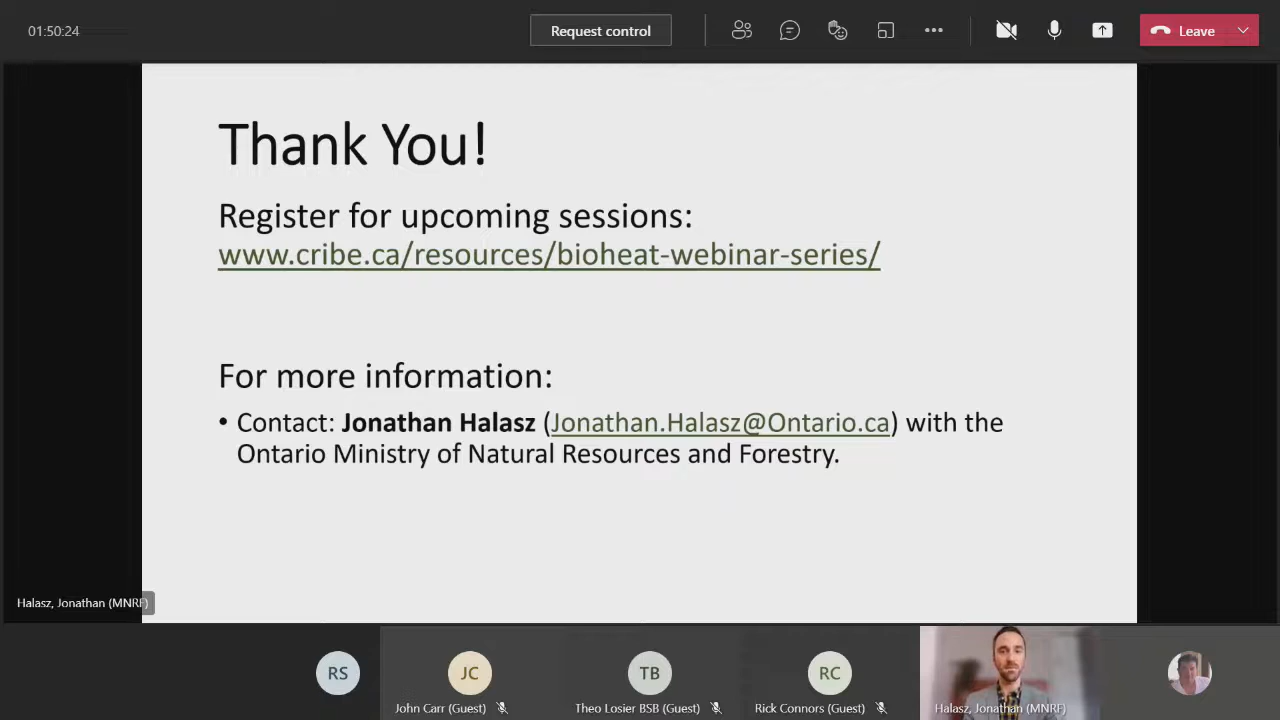 01:50:24
Request control
Leave
Thank You!
Register for upcoming sessions:
www.cribe.ca/resources/bioheat-webinar-series/
For more information:
• Contact: Jonathan Halasz (Jonathan.Halasz@Ontario.ca) with the
Ontario Ministry of Natural Resources and Forestry.
Halasz, Jonathan (MNRF)
RS
JC
TB
RC
John Carr (Guest)
Theo Losier BSB (Guest)
Rick Connors (Guest)
Halasz, Jonathan (MNRF)